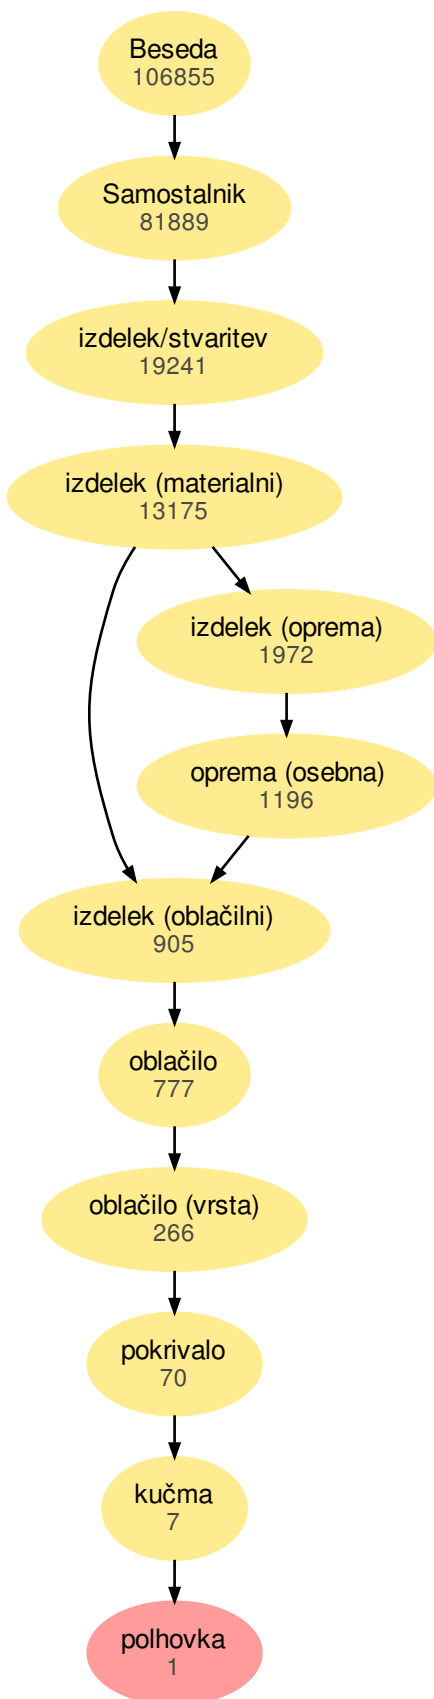 Beseda
106855
Samostalnik
81889
izdelek/stvaritev
19241
izdelek (materialni)
13175
izdelek (oprema)
1972
oprema (osebna)
1196
izdelek (oblačilni)
905
oblačilo
777
oblačilo (vrsta)
266
pokrivalo
70
kučma
7
polhovka
1